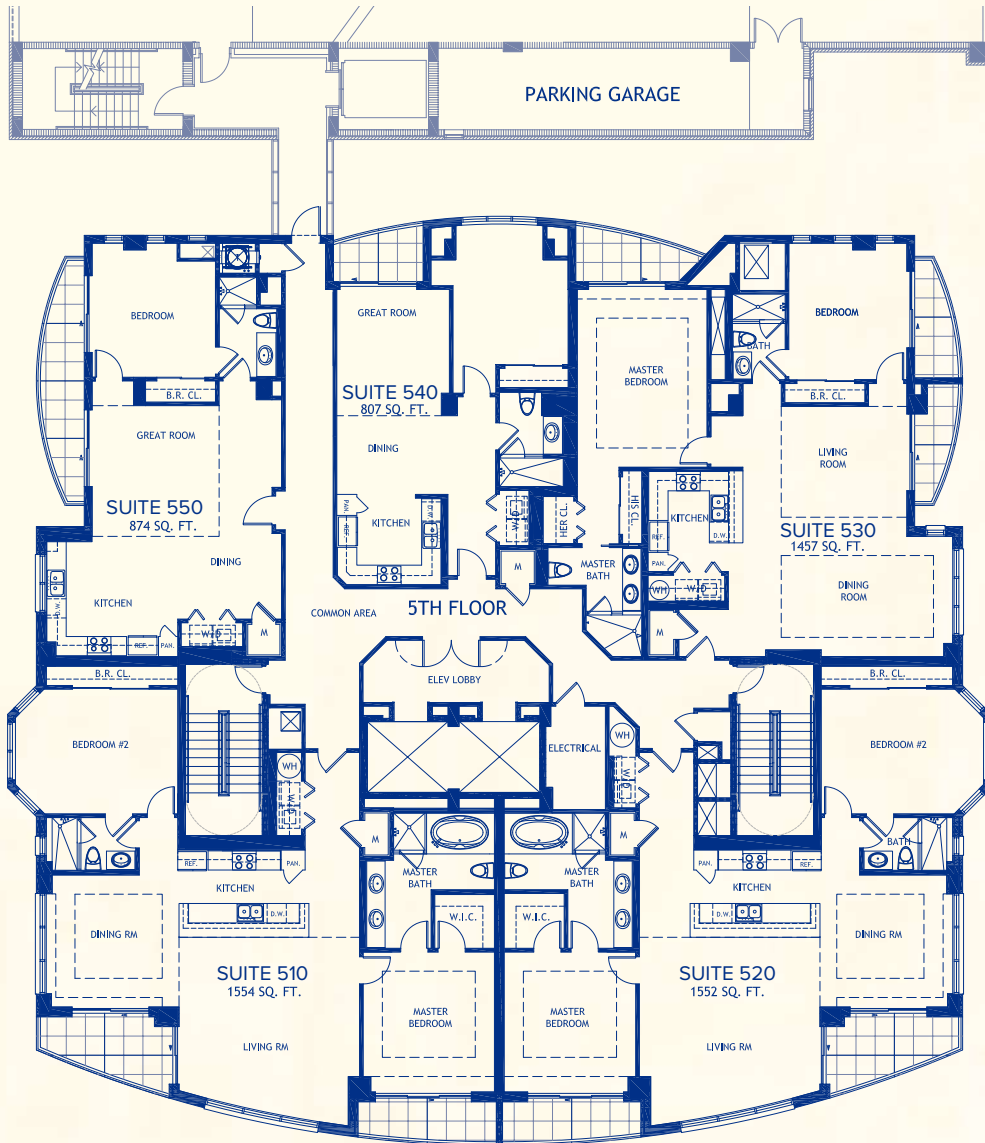 PARKING GARAGE
BEDROOM
B.R. CL.
GREAT ROOM
SUITE 550
874 SQ. FT.
DINING
KITCHEN
D.W.
REF.
PAN.
W/D
M
GREAT ROOM
SUITE 540
807 SQ. FT.
DINING
PAN.
REF.
KITCHEN
D.W.
W/D
M
MASTER
BEDROOM
HER CL.
HIS CL.
MASTER
BATH
BATH
BEDROOM
B.R. CL.
LIVING
ROOM
KITCHEN
REF.
D.W.
PAN.
SUITE 530
1457 SQ. FT.
WH
W/D
M
DINING
ROOM
COMMON AREA
5TH FLOOR
ELEV LOBBY
ELECTRICAL
B.R. CL.
BEDROOM #2
WH
W/D
M
REF.
PAN.
KITCHEN
D.W.
DINING RM
SUITE 510
1554 SQ. FT.
LIVING RM
MASTER
BATH
W.I.C.
MASTER
BEDROOM
B.R. CL.
BEDROOM #2
WH
W/D
M
BATH
PAN.
REF.
KITCHEN
D.W.
DINING RM
SUITE 520
1552 SQ. FT.
LIVING RM
MASTER
BATH
W.I.C.
MASTER
BEDROOM